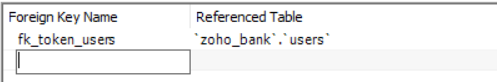 Foreign Key Name Referenced Table
fk_token_users `zoho_bank`.`users`